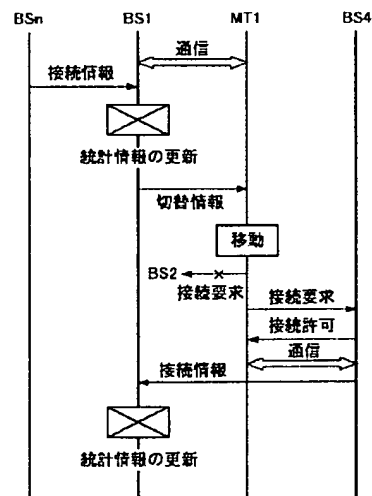 BSn BS1 MT1 BS4
通信
接続情報
統計情報の更新
切替情報
移動
BS2
接続要求
接続要求
接続許可
通信
接続情報
統計情報の更新